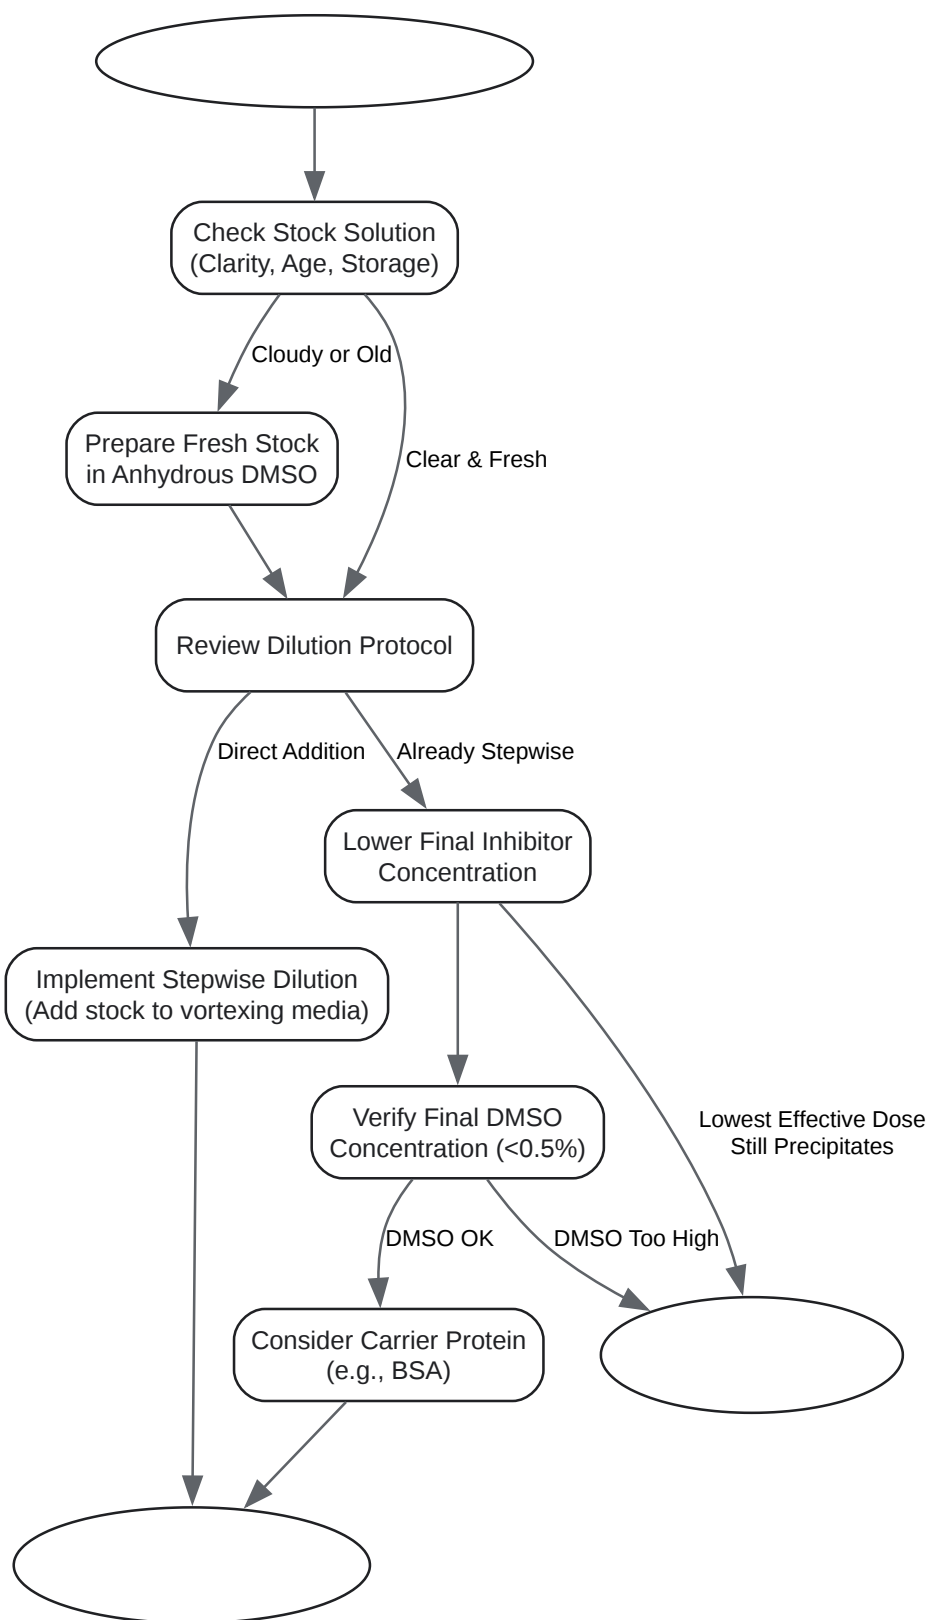 Check Stock Solution
(Clarity, Age, Storage)
Cloudy or Old
Prepare Fresh Stock
in Anhydrous DMSO
Clear & Fresh
Review Dilution Protocol
Direct Addition
Already Stepwise
Lower Final Inhibitor
Concentration
Implement Stepwise Dilution
(Add stock to vortexing media)
Verify Final DMSO
Concentration (<0.5%)
Lowest Effective Dose
Still Precipitates
DMSO OK
DMSO Too High
Consider Carrier Protein
(e.g., BSA)